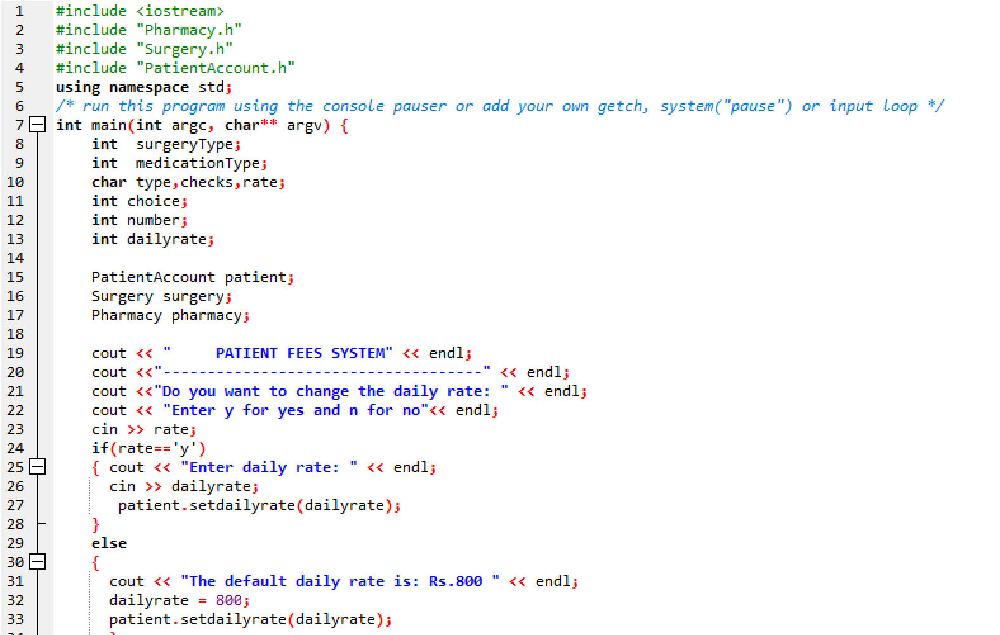 1 #include <iostream>
2 #include "Pharmacy.h"
3 #include "Surgery.h"
4 #include "PatientAccount.h"
5 using namespace std;
6 /* run this program using the console pauser or add your own getch, system("pause") or input loop */
7 int main(int argc, char** argv) {
8     int  surgeryType;
9     int  medicationType;
10     char type,checks,rate;
11     int choice;
12     int number;
13     int dailyrate;
14
15     PatientAccount patient;
16     Surgery surgery;
17     Pharmacy pharmacy;
18
19     cout << "     PATIENT FEES SYSTEM" << endl;
20     cout <<"------------------------------------" << endl;
21     cout <<"Do you want to change the daily rate: " << endl;
22     cout << "Enter y for yes and n for no"<< endl;
23     cin >> rate;
24     if(rate=='y')
25     { cout << "Enter daily rate: " << endl;
26       cin >> dailyrate;
27        patient.setdailyrate(dailyrate);
28     }
29     else
30     {
31       cout << "The default daily rate is: Rs.800 " << endl;
32       dailyrate = 800;
33       patient.setdailyrate(dailyrate);